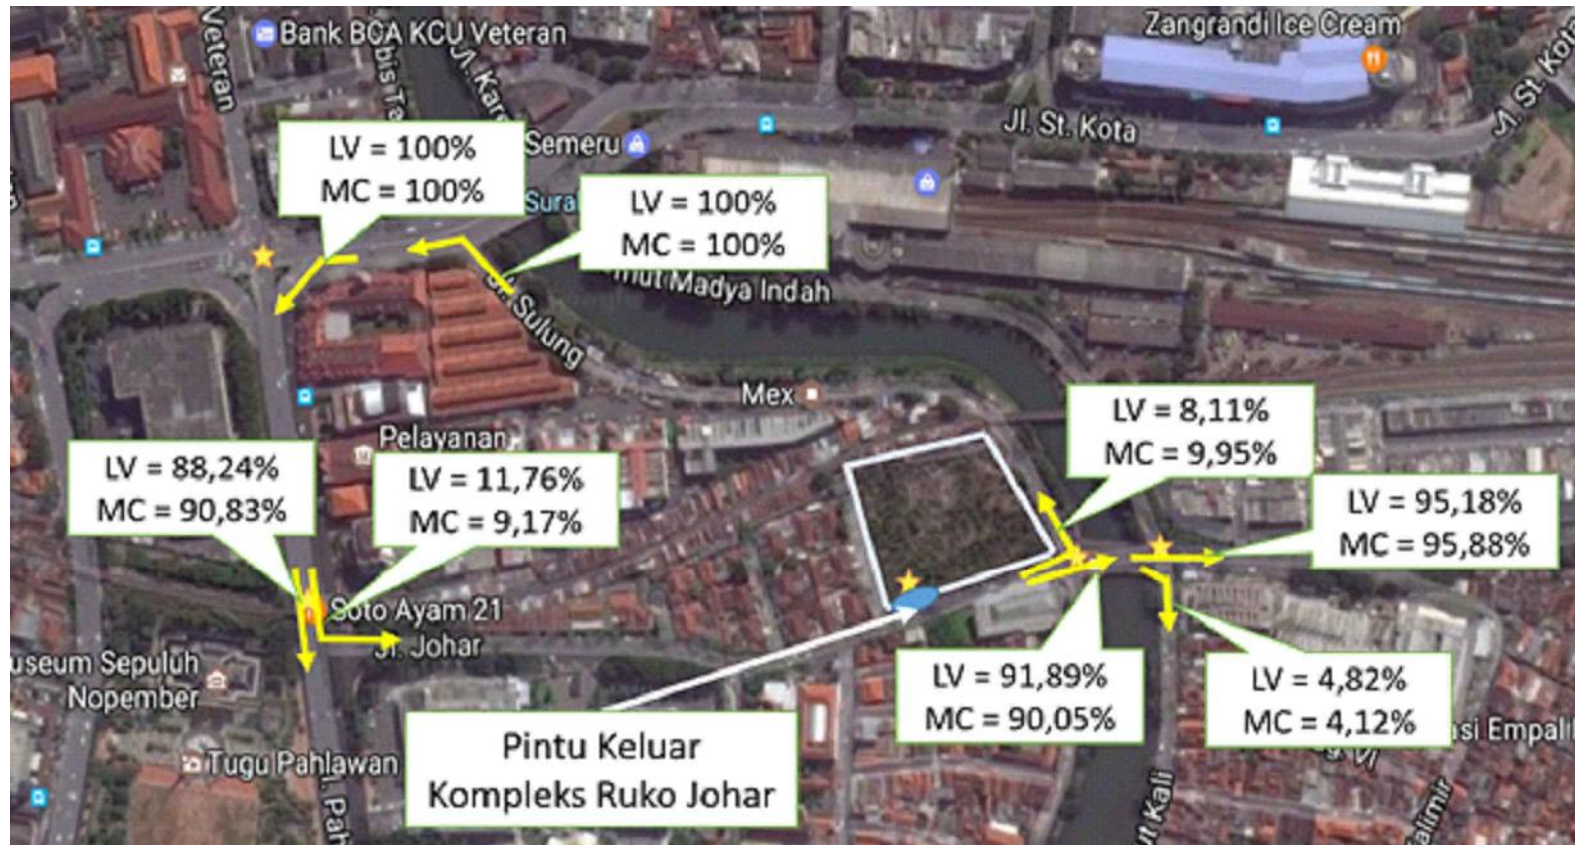 Bank BCA KCU Veteran
Zangrandi Ice Cream
Veteran
Jl. St. Kota
Jl. St. Kota
LV = 100%
MC = 100%
Semeru
LV = 100%
MC = 100%
Madya Indah
Sulung
Mex
LV = 8,11%
MC = 9,95%
Pelayanan
LV = 88,24%
MC = 90,83%
LV = 11,76%
MC = 9,17%
LV = 95,18%
MC = 95,88%
Soto Ayam 21
Jl. Johar
useum Sepuluh
Nopember
LV = 91,89%
MC = 90,05%
LV = 4,82%
MC = 4,12%
asi Empal
Pintu Keluar
Kompleks Ruko Johar
Tugu Pahlawan
Kali
alimir